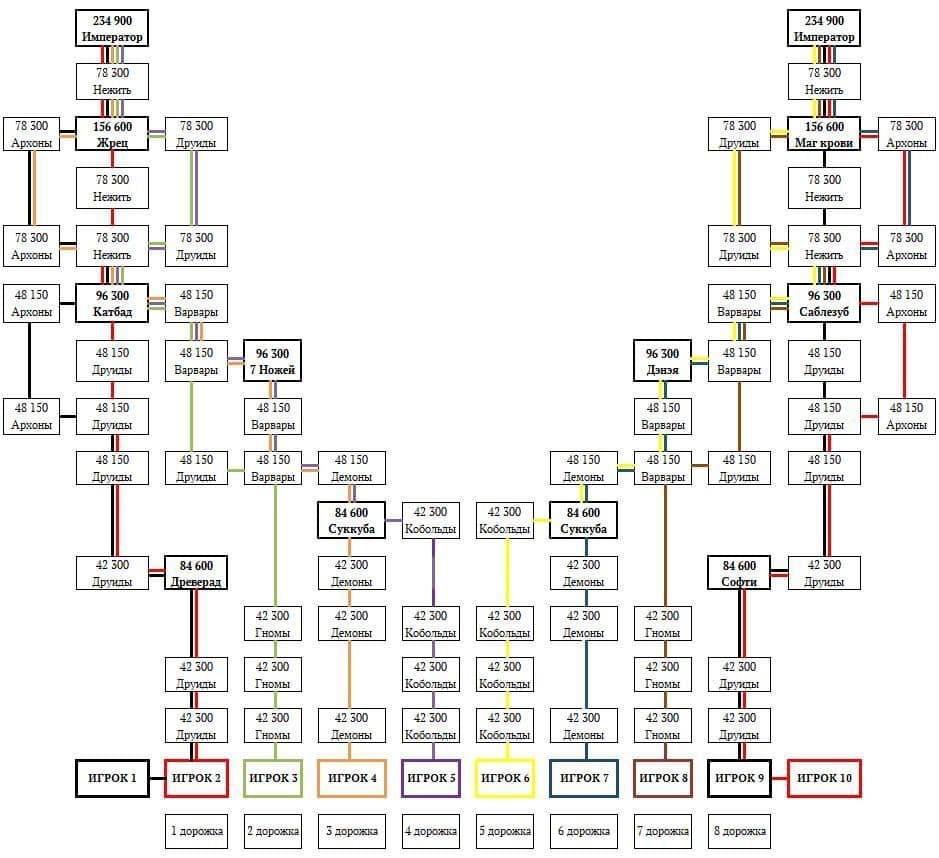 234 900
Император
234 900
Император
78 300
Нежить
78 300
Нежить
78 300
Архоны
156 600
Жрец
78 300
Друиды
78 300
Друиды
156 600
Маг крови
78 300
Архоны
78 300
Нежить
78 300
Нежить
78 300
Архоны
78 300
Нежить
78 300
Друиды
78 300
Друиды
78 300
Нежить
78 300
Архоны
48 150
Архоны
96 300
Катбад
48 150
Варвары
48 150
Варвары
96 300
Саблезуб
48 150
Архоны
48 150
Друиды
48 150
Варвары
96 300
7 Ножей
96 300
Дэнэя
48 150
Варвары
48 150
Друиды
48 150
Архоны
48 150
Друиды
48 150
Варвары
48 150
Варвары
48 150
Друиды
48 150
Архоны
48 150
Друиды
48 150
Друиды
48 150
Варвары
48 150
Демоны
48 150
Демоны
48 150
Варвары
48 150
Друиды
48 150
Друиды
84 600
Суккуба
42 300
Кобольды
42 300
Кобольды
84 600
Суккуба
42 300
Друиды
84 600
Древерад
42 300
Демоны
42 300
Демоны
84 600
Софти
42 300
Друиды
42 300
Гномы
42 300
Демоны
42 300
Кобольды
42 300
Кобольды
42 300
Демоны
42 300
Гномы
42 300
Друиды
42 300
Гномы
42 300
Кобольды
42 300
Кобольды
42 300
Гномы
42 300
Друиды
42 300
Друиды
42 300
Гномы
42 300
Демоны
42 300
Кобольды
42 300
Кобольды
42 300
Демоны
42 300
Гномы
42 300
Друиды
ИГРОК 1
ИГРОК 2
ИГРОК 3
ИГРОК 4
ИГРОК 5
ИГРОК 6
ИГРОК 7
ИГРОК 8
ИГРОК 9
ИГРОК 10
1 дорожка
2 дорожка
3 дорожка
4 дорожка
5 дорожка
6 дорожка
7 дорожка
8 дорожка